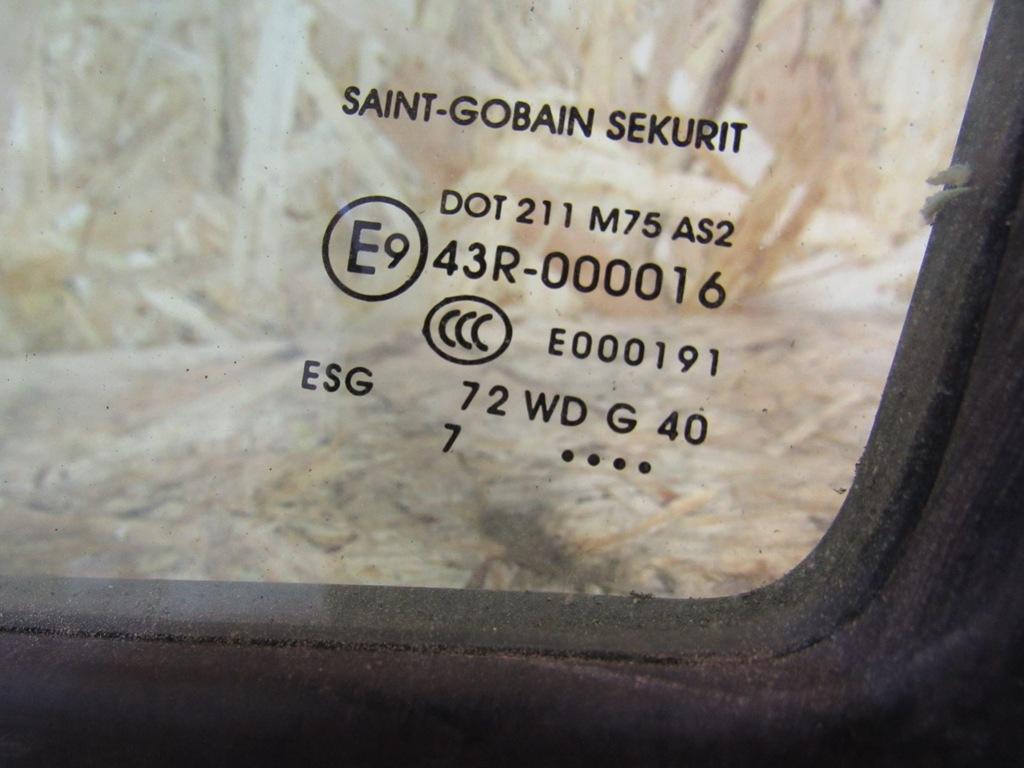 SAINT-GOBAIN SEKURIT
DOT 211 M75 AS2
E9 43R-000016
CCC E000191
ESG 72 WD G 40
7 ••••